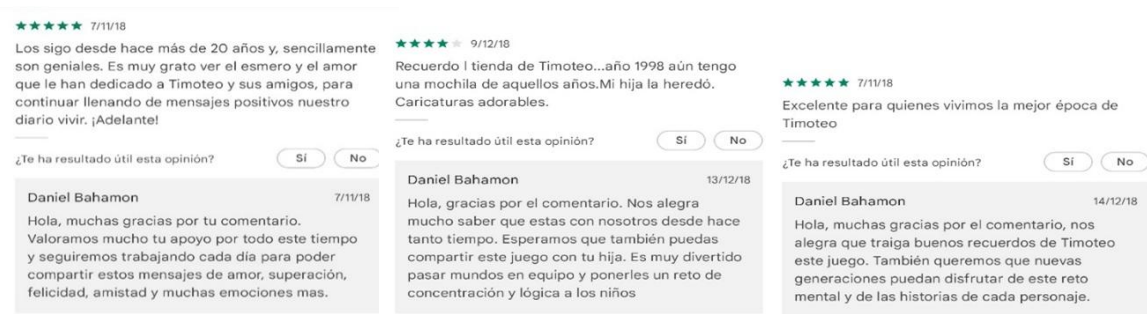 7/11/18
Los sigo desde hace más de 20 años y, sencillamente
son geniales. Es muy grato ver el esmero y el amor
que le han dedicado a Timoteo y sus amigos, para
continuar llenando de mensajes positivos nuestro
diario vivir. ¡Adelante!
¿Te ha resultado útil esta opinión? Sí No
Daniel Bahamon 7/11/18
Hola, muchas gracias por tu comentario.
Valoramos mucho tu apoyo por todo este tiempo
y seguiremos trabajando cada día para poder
compartir estos mensajes de amor, superación,
felicidad, amistad y muchas emociones mas.
9/12/18
Recuerdo l tienda de Timoteo...año 1998 aún tengo
una mochila de aquellos años.Mi hija la heredó.
Caricaturas adorables.
¿Te ha resultado útil esta opinión? Sí No
Daniel Bahamon 13/12/18
Hola, gracias por el comentario. Nos alegra
mucho saber que estas con nosotros desde hace
tanto tiempo. Esperamos que también puedas
compartir este juego con tu hija. Es muy divertido
pasar mundos en equipo y ponerles un reto de
concentración y lógica a los niños
7/11/18
Excelente para quienes vivimos la mejor época de
Timoteo
¿Te ha resultado útil esta opinión? Sí No
Daniel Bahamon 14/12/18
Hola, muchas gracias por el comentario, nos
alegra que traiga buenos recuerdos de Timoteo
este juego. También queremos que nuevas
generaciones puedan disfrutar de este reto
mental y de las historias de cada personaje.